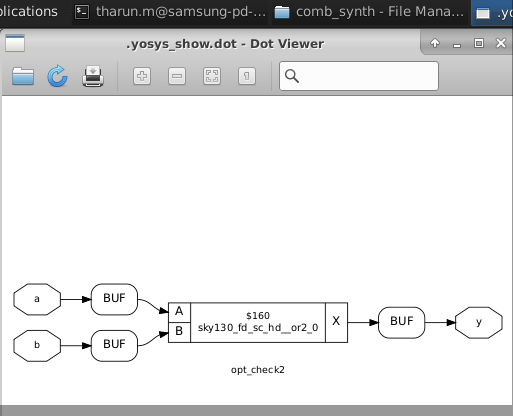 plications
tharun.m@samsung-pd-...
comb_synth - File Mana...
.yo
.yosys_show.dot - Dot Viewer
a
BUF
b
BUF
A
B
$160
sky130_fd_sc_hd__or2_0
X
BUF
y
opt_check2